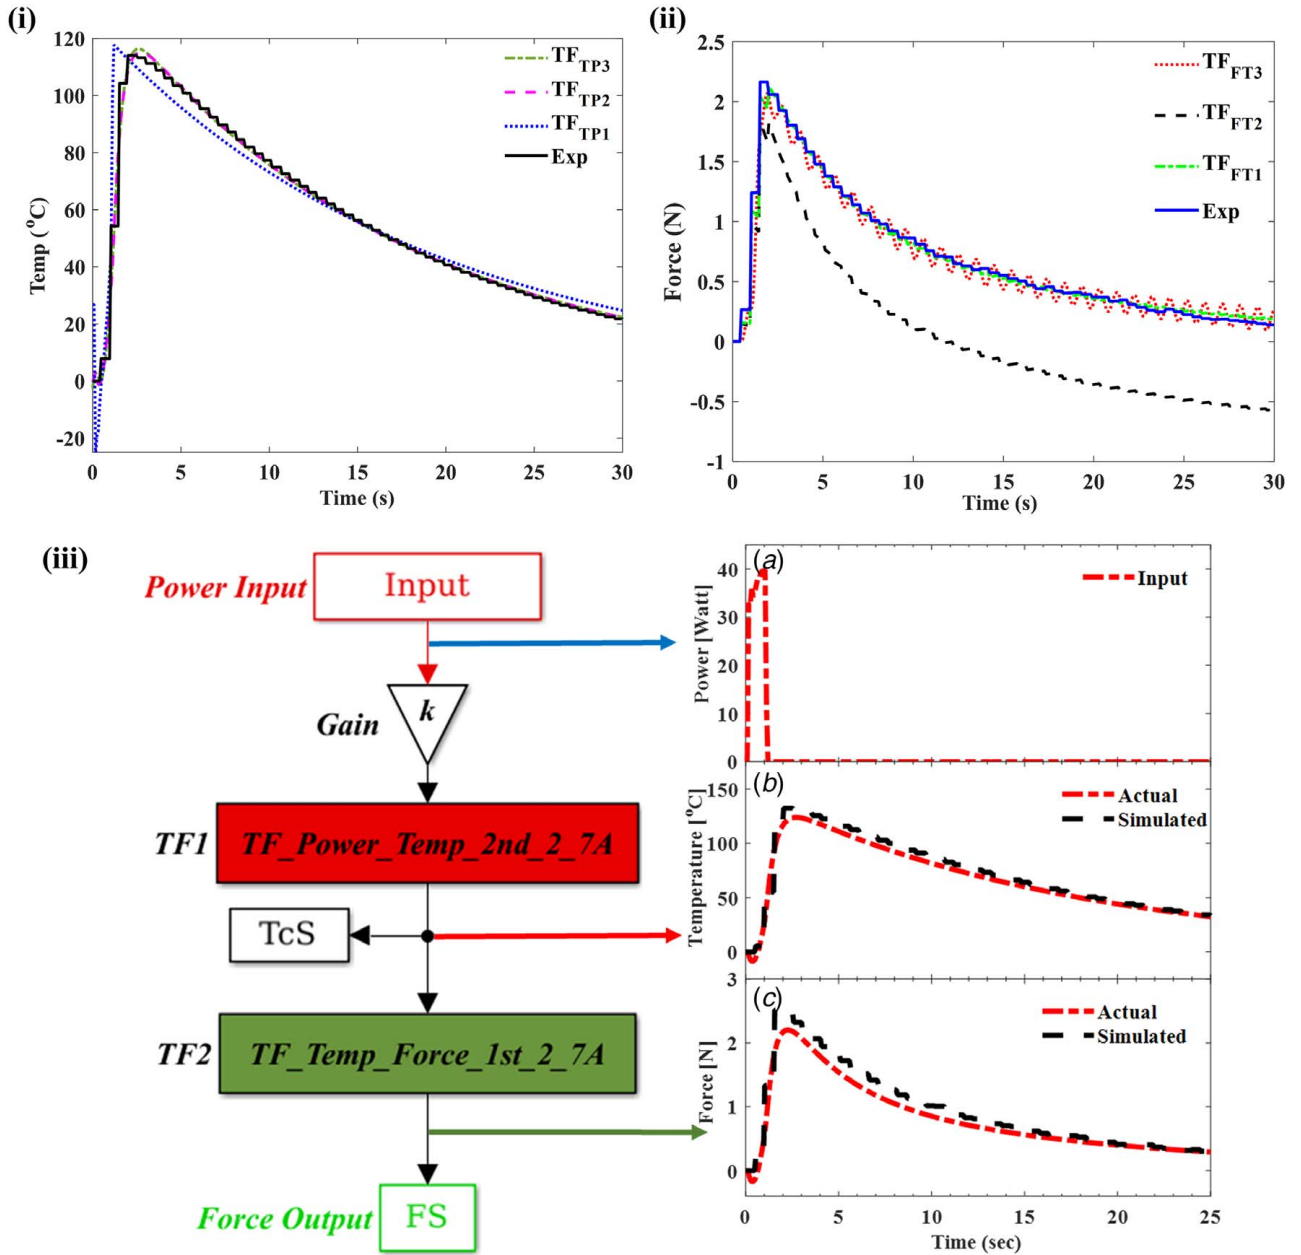 (i)
120
100
80
60
40
20
0
-20
Temp (°C)
0 5 10 15 20 25 30
Time (s)
TF_TP3
TF_TP2
TF_TP1
Exp
(ii)
2.5
2
1.5
1
0.5
0
-0.5
-1
Force (N)
0 5 10 15 20 25 30
Time (s)
TF_FT3
TF_FT2
TF_FT1
Exp
(iii)
Power Input
Input
Gain
k
TF1
TF_Power_Temp_2nd_2_7A
TcS
TF2
TF_Temp_Force_1st_2_7A
Force Output
FS
(a)
Input
40
30
20
10
0
Power [Watt]
(b)
Actual
Simulated
150
100
50
0
Temperature [°C]
(c)
Actual
Simulated
3
2
1
0
Force [N]
0 5 10 15 20 25
Time (sec)